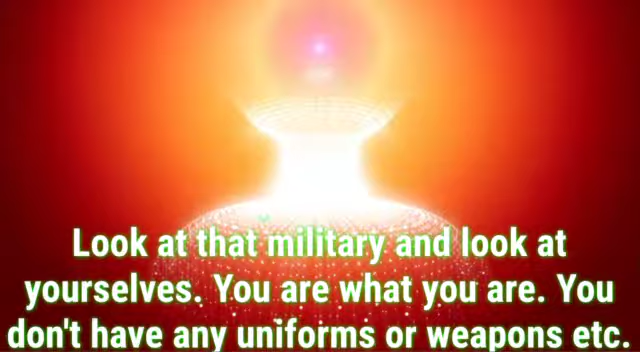 Look at that military and look at
yourselves. You are what you are. You
don't have any uniforms or weapons etc.